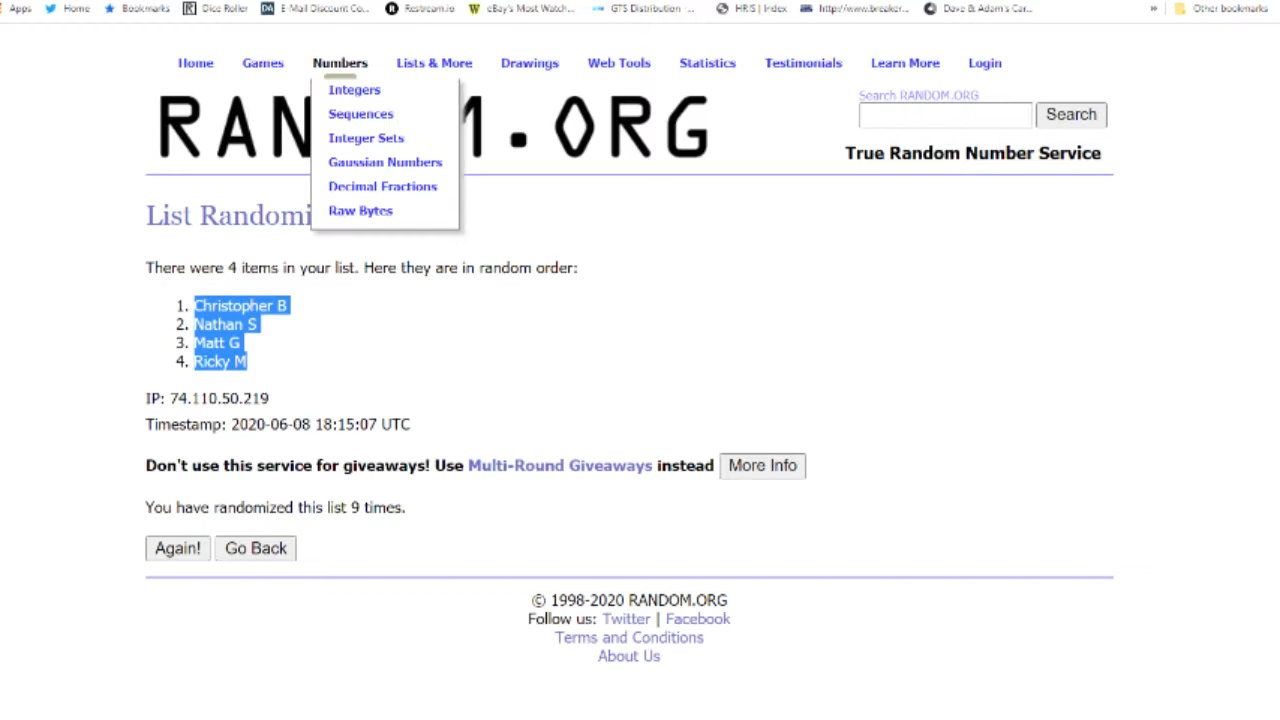 Apps Home Bookmarks Dice Roller E-Mail Discount Co... Restream.io eBay's Most Watch... GTS Distribution -... HRIS | Index http://www.breaker... Dave & Adam's Car... » Other bookmarks
Home Games Numbers Lists & More Drawings Web Tools Statistics Testimonials Learn More Login
Integers
Sequences
Integer Sets
Gaussian Numbers
Decimal Fractions
Raw Bytes
RAN .ORG
Search RANDOM.ORG
Search
True Random Number Service
List Randomi
There were 4 items in your list. Here they are in random order:
1. Christopher B
2. Nathan S
3. Matt G
4. Ricky M
IP: 74.110.50.219
Timestamp: 2020-06-08 18:15:07 UTC
Don't use this service for giveaways! Use Multi-Round Giveaways instead More Info
You have randomized this list 9 times.
Again! Go Back
© 1998-2020 RANDOM.ORG
Follow us: Twitter | Facebook
Terms and Conditions
About Us